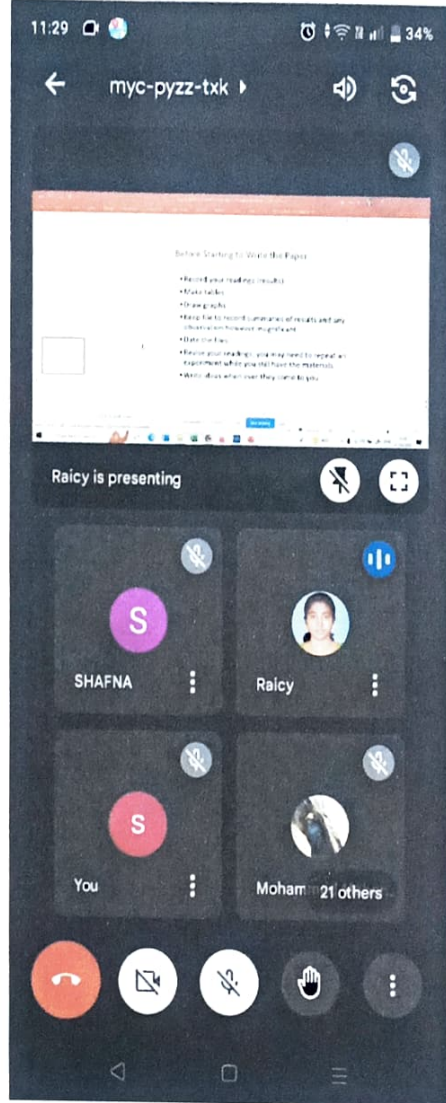 11:29
34%
myc-pyzz-txk
Before Starting to Write the Paper
• Record your readings (results)
• Make tables
• Draw graphs
• Keep file to record summaries of results and any
observation however insignificant
• Date the files
• Revise your readings, you may need to repeat an
experiment while you still have the materials
• Write ideas when ever they come to you
Raicy is presenting
S
SHAFNA
Raicy
S
You
Moham
21 others